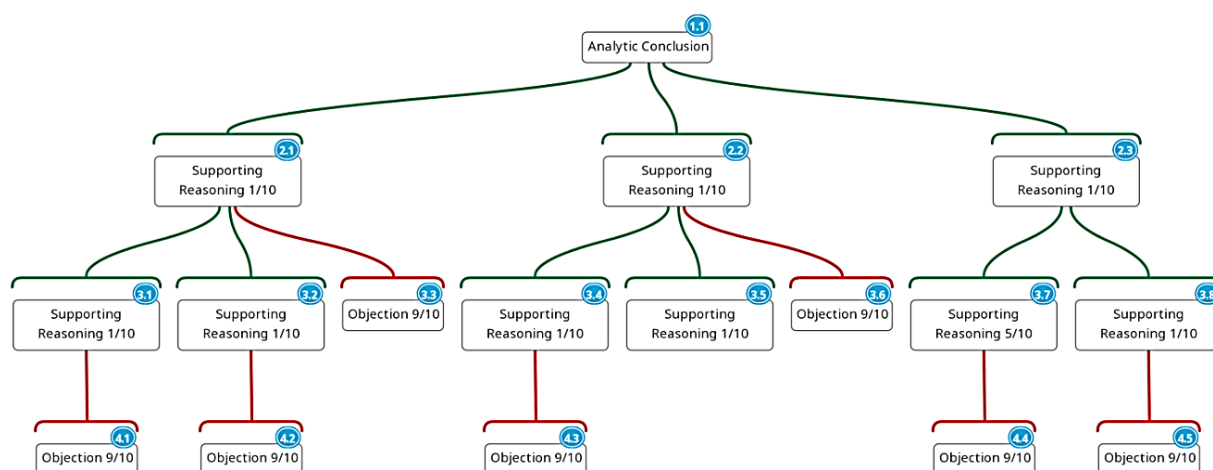 1.1
Analytic Conclusion
2.1
Supporting
Reasoning 1/10
2.2
Supporting
Reasoning 1/10
2.3
Supporting
Reasoning 1/10
3.1
Supporting
Reasoning 1/10
3.2
Supporting
Reasoning 1/10
3.3
Objection 9/10
3.4
Supporting
Reasoning 1/10
3.5
Supporting
Reasoning 1/10
3.6
Objection 9/10
3.7
Supporting
Reasoning 5/10
3.8
Supporting
Reasoning 1/10
4.1
Objection 9/10
4.2
Objection 9/10
4.3
Objection 9/10
4.4
Objection 9/10
4.5
Objection 9/10